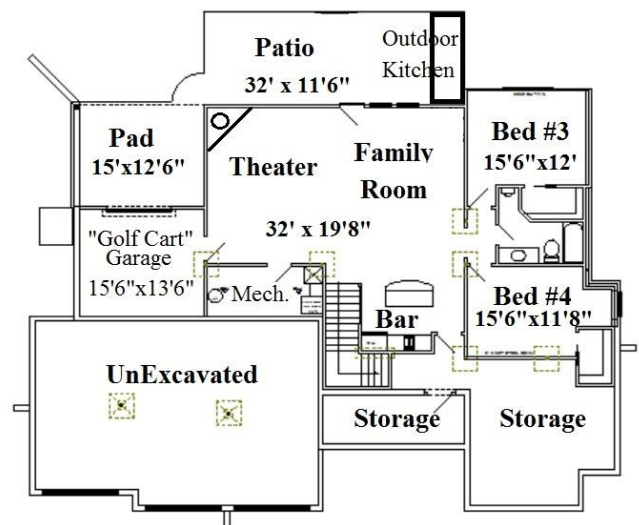 Patio
32' x 11'6"
Outdoor
Kitchen
Pad
15'x12'6"
Theater
Family
Room
32' x 19'8"
Bed #3
15'6"x12'
"Golf Cart"
Garage
15'6"x13'6"
Mech.
Bar
Bed #4
15'6"x11'8"
UnExcavated
Storage
Storage